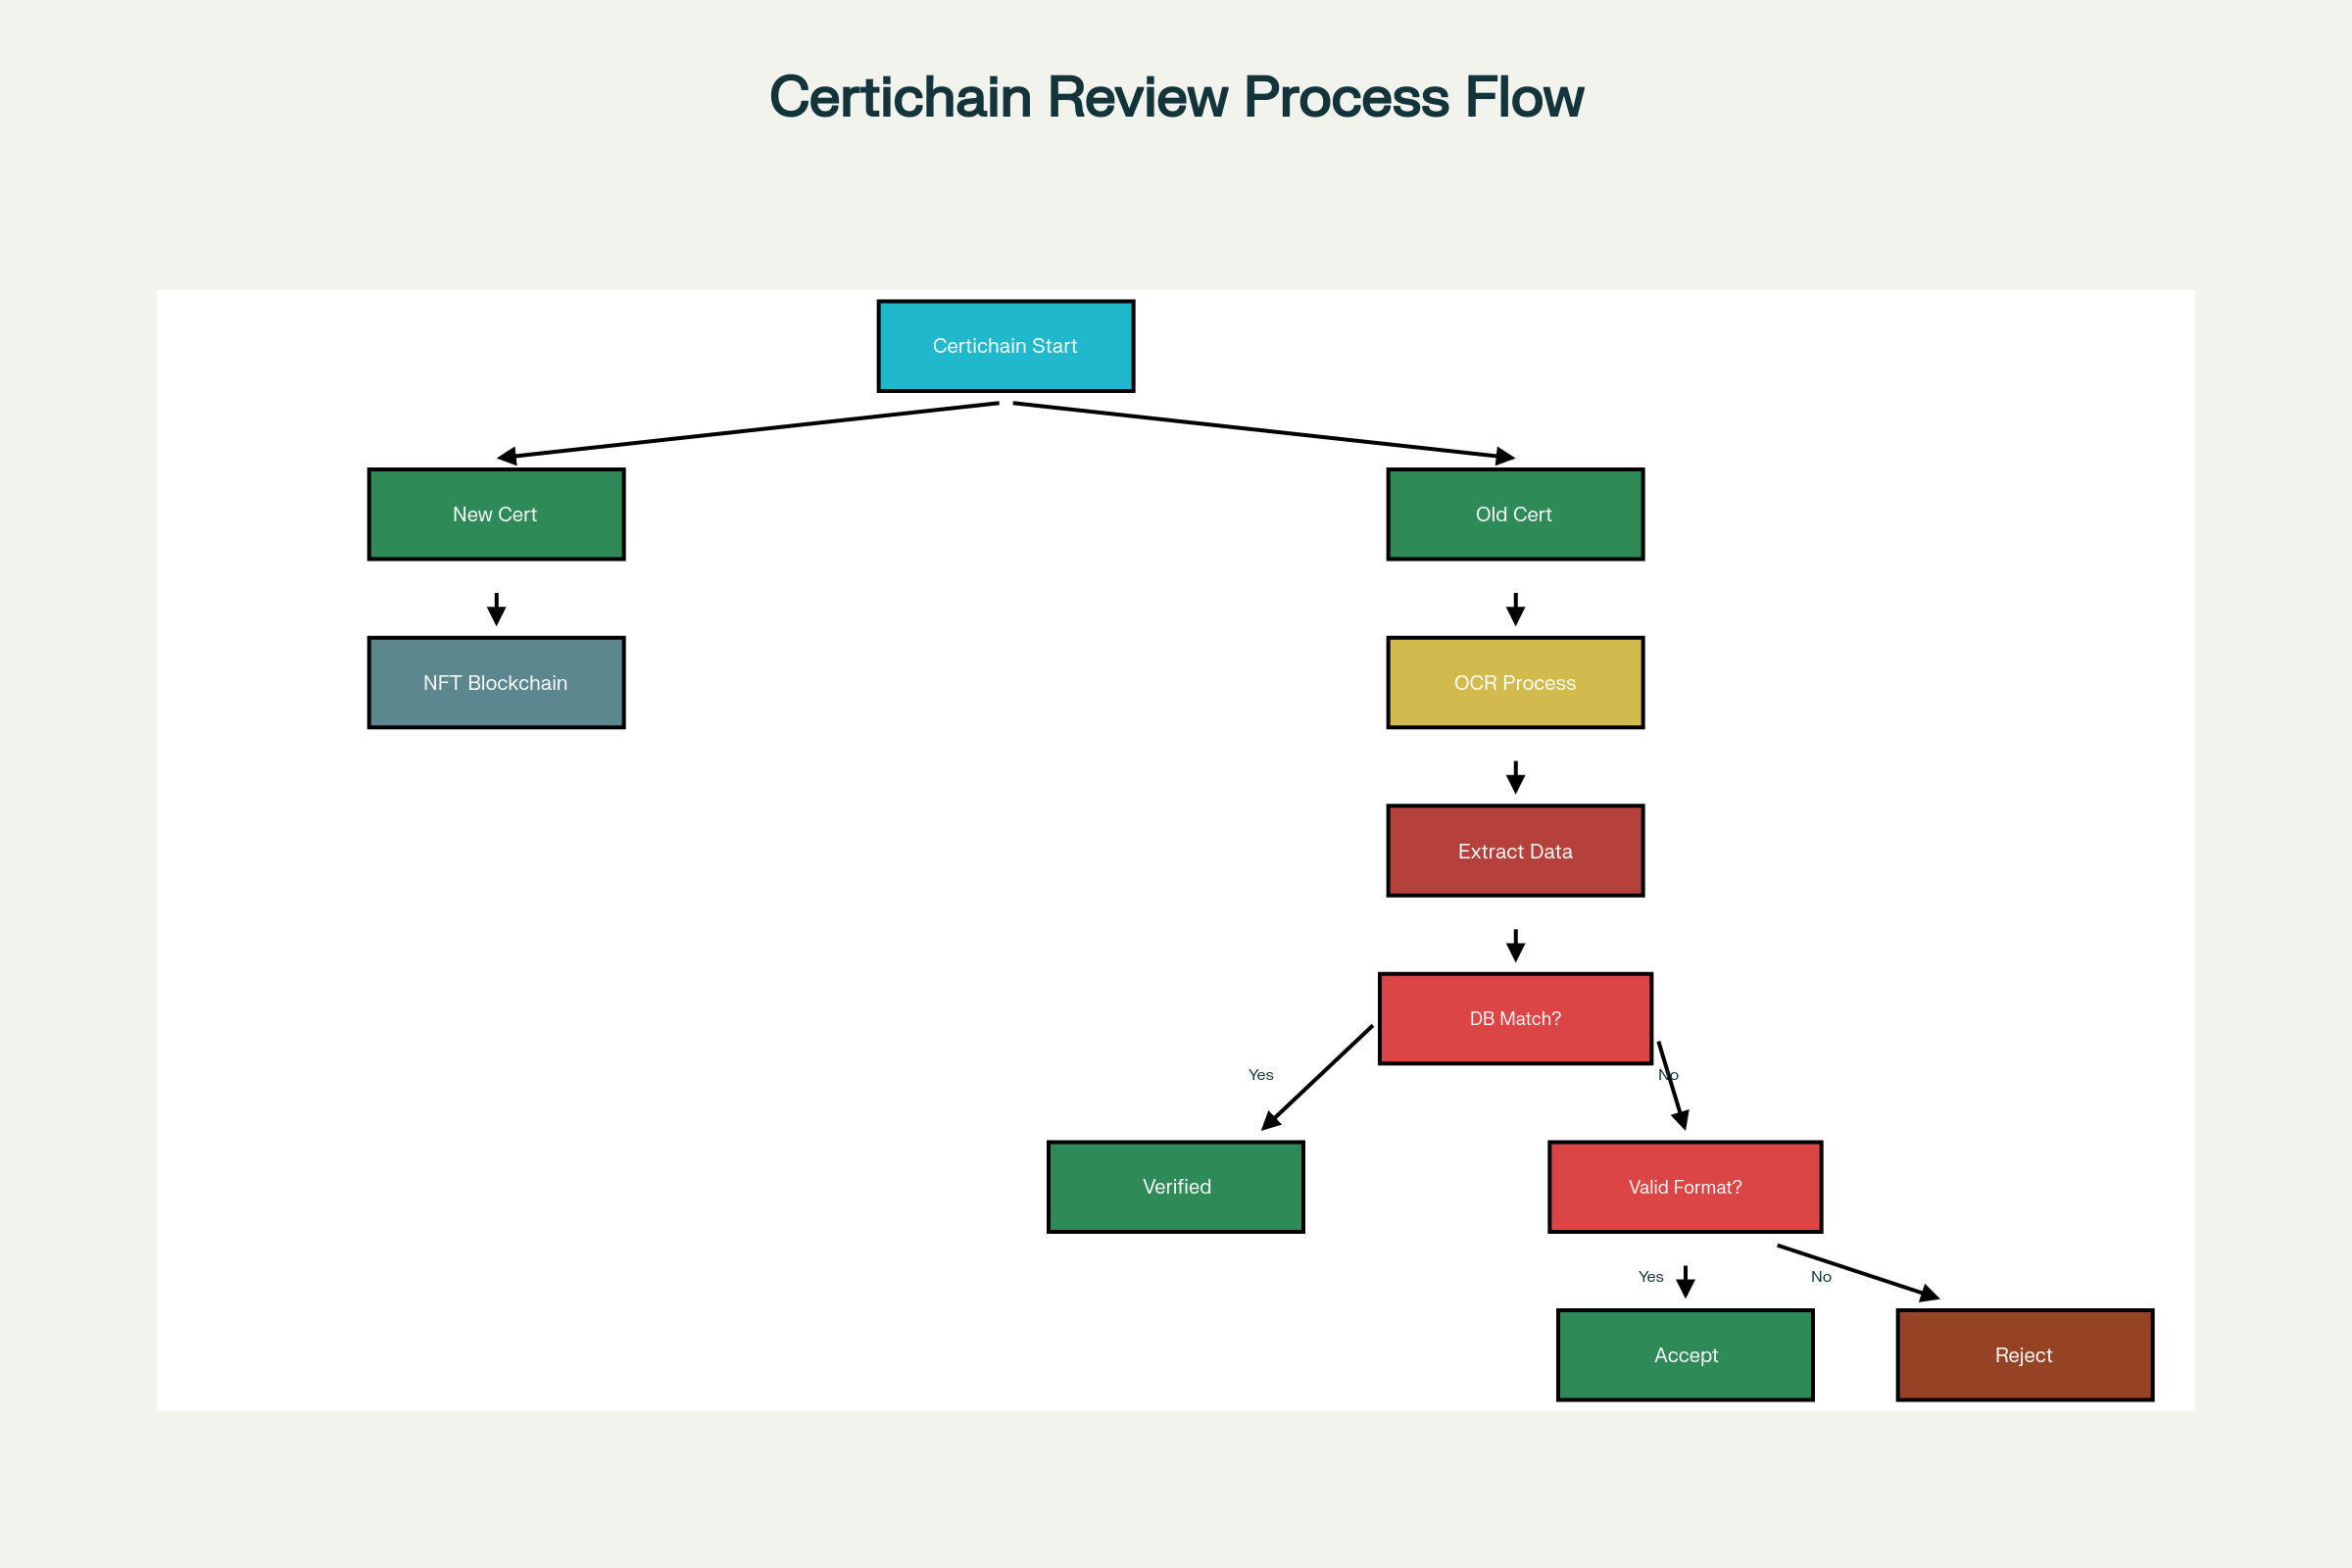 Certichain Review Process Flow
Certichain Start
New Cert
Old Cert
NFT Blockchain
OCR Process
Extract Data
DB Match?
Yes
No
Verified
Valid Format?
Yes
No
Accept
Reject